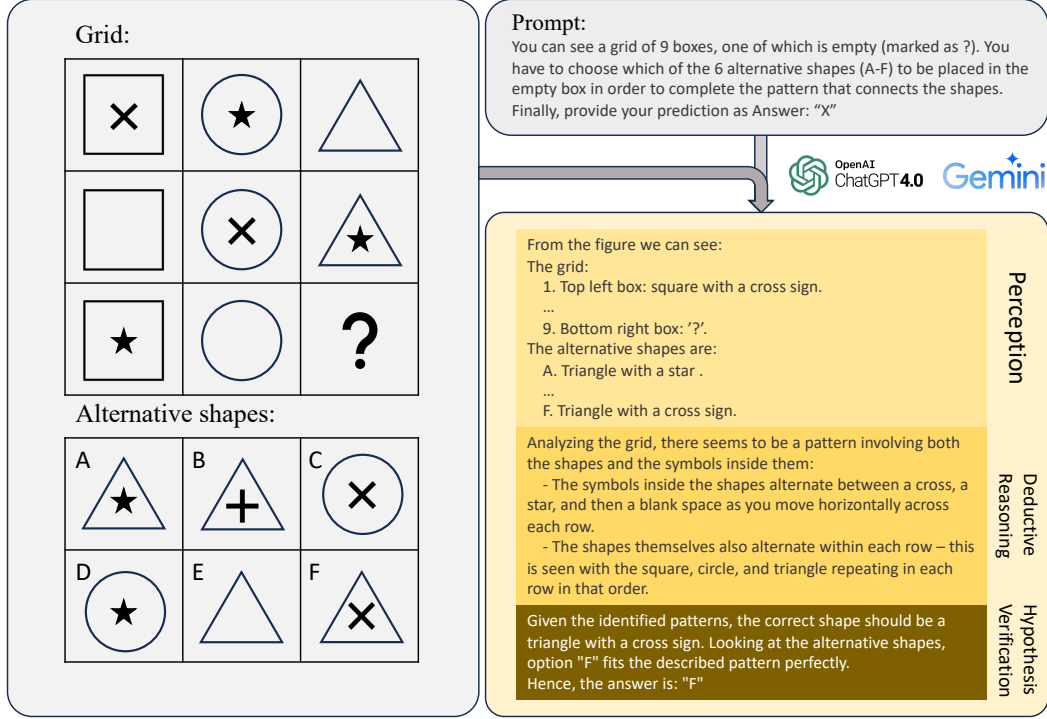 Grid:
?
Alternative shapes:
A
B
C
D
E
F
Prompt:
You can see a grid of 9 boxes, one of which is empty (marked as ?). You
have to choose which of the 6 alternative shapes (A-F) to be placed in the
empty box in order to complete the pattern that connects the shapes.
Finally, provide your prediction as Answer: “X”
OpenAI
ChatGPT4.0
Gemini
From the figure we can see:
The grid:
1. Top left box: square with a cross sign.
…
9. Bottom right box: ’?’.
The alternative shapes are:
A. Triangle with a star .
…
F. Triangle with a cross sign.
Perception
Analyzing the grid, there seems to be a pattern involving both
the shapes and the symbols inside them:
- The symbols inside the shapes alternate between a cross, a
star, and then a blank space as you move horizontally across
each row.
- The shapes themselves also alternate within each row – this
is seen with the square, circle, and triangle repeating in each
row in that order.
Deductive
Reasoning
Given the identified patterns, the correct shape should be a
triangle with a cross sign. Looking at the alternative shapes,
option "F" fits the described pattern perfectly.
Hence, the answer is: "F"
Hypothesis
Verification